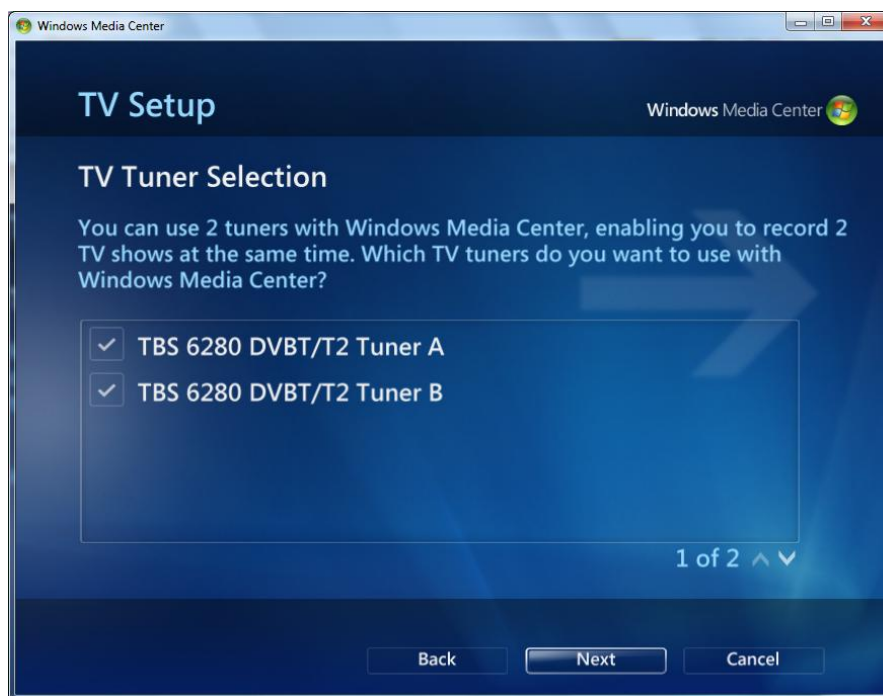 Windows Media Center
TV Setup
Windows Media Center
TV Tuner Selection
You can use 2 tuners with Windows Media Center, enabling you to record 2
TV shows at the same time. Which TV tuners do you want to use with
Windows Media Center?
TBS 6280 DVBT/T2 Tuner A
TBS 6280 DVBT/T2 Tuner B
1 of 2
Back Next Cancel